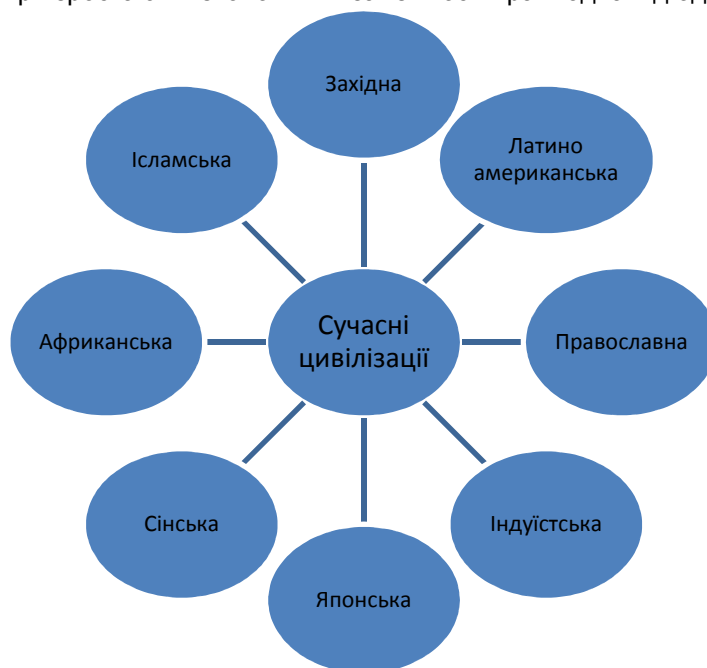 Західна
Латино
американська
Православна
Індуїстська
Японська
Сінська
Африканська
Ісламська
Сучасні
цивілізації